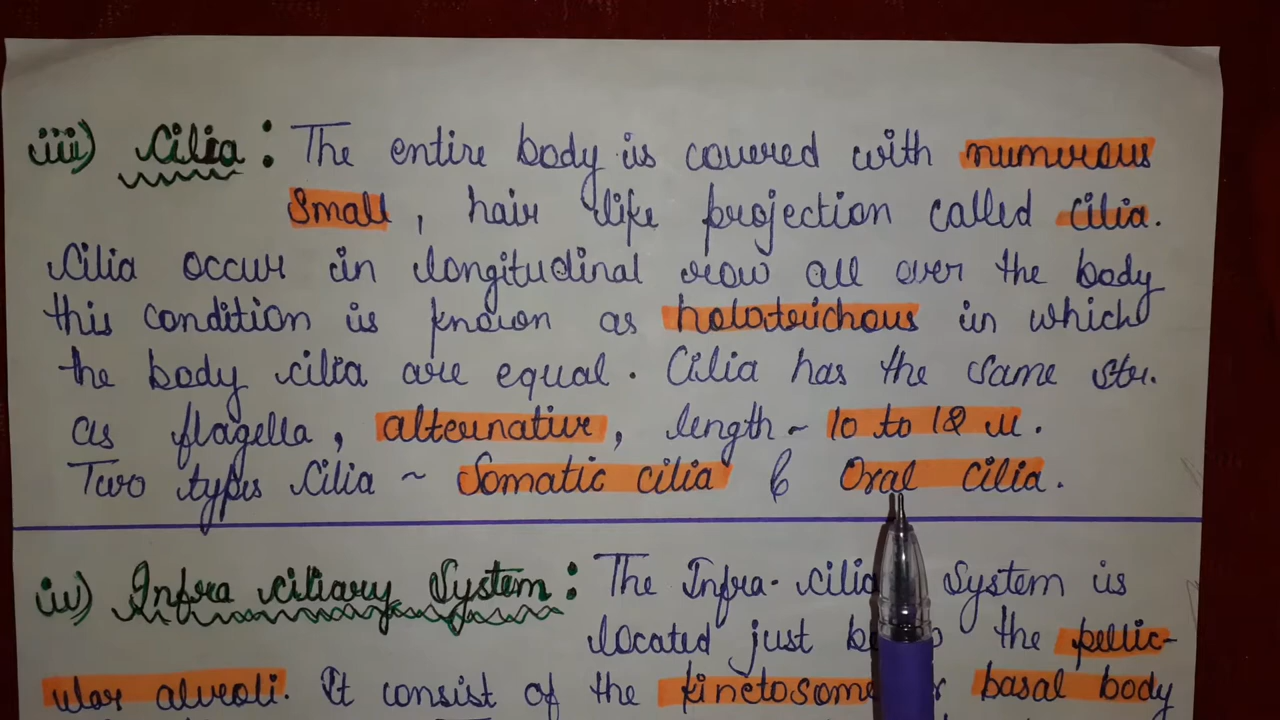 iii) Cilia : The entire body is covered with numerous
small, hair like projection called cilia.
Cilia occur in longitudinal row all over the body
this condition is known as holotrichous in which
the body cilia are equal. Cilia has the same str.
as flagella, alternative, length ~ 10 to 12 u.
Two types Cilia ~ Somatic cilia & Oral Cilia.
iv) Infra ciliary System : The Infra- System is
located just the pellic-
ular alveoli. It consist of the basal body